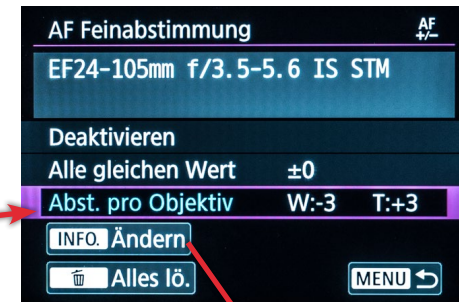 AF Feinabstimmung AF +/−
EF24-105mm f/3.5-5.6 IS STM
Deaktivieren
Alle gleichen Wert ±0
Abst. pro Objektiv W:-3 T:+3
INFO. Ändern
Alles lö. MENU